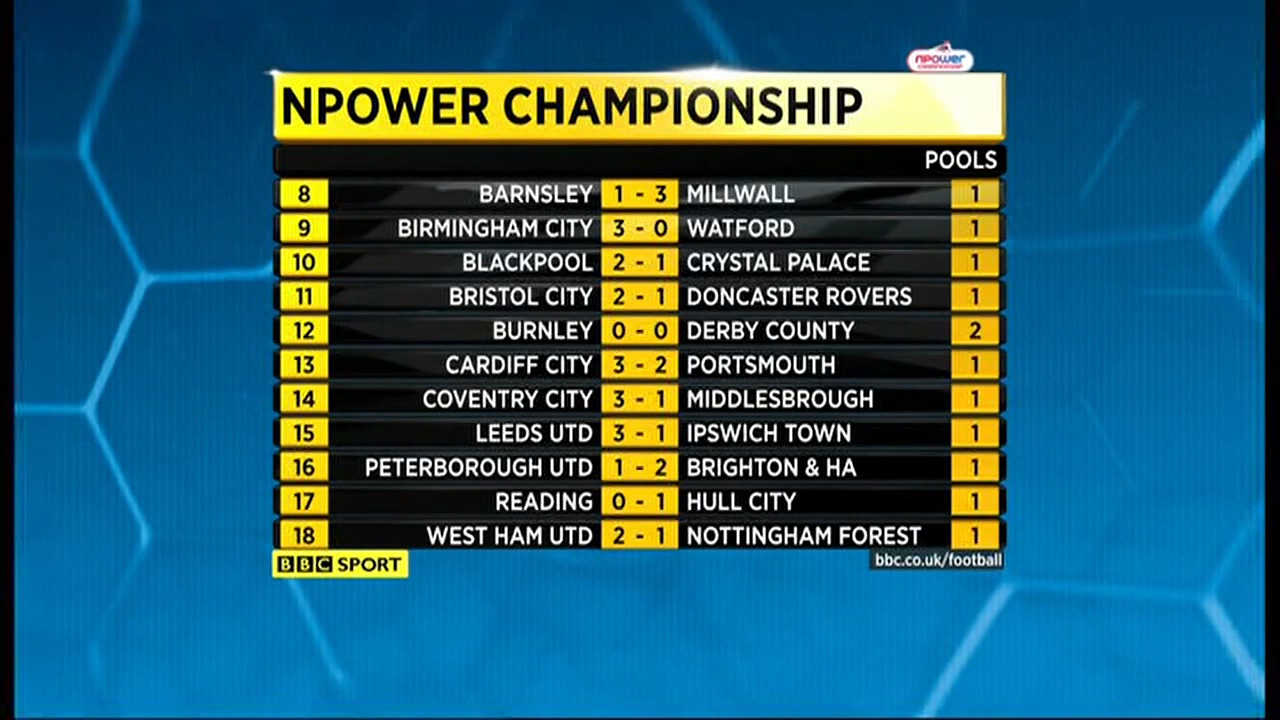 npower
NPOWER CHAMPIONSHIP
POOLS
8 BARNSLEY 1 - 3 MILLWALL 1
9 BIRMINGHAM CITY 3 - 0 WATFORD 1
10 BLACKPOOL 2 - 1 CRYSTAL PALACE 1
11 BRISTOL CITY 2 - 1 DONCASTER ROVERS 1
12 BURNLEY 0 - 0 DERBY COUNTY 2
13 CARDIFF CITY 3 - 2 PORTSMOUTH 1
14 COVENTRY CITY 3 - 1 MIDDLESBROUGH 1
15 LEEDS UTD 3 - 1 IPSWICH TOWN 1
16 PETERBOROUGH UTD 1 - 2 BRIGHTON & HA 1
17 READING 0 - 1 HULL CITY 1
18 WEST HAM UTD 2 - 1 NOTTINGHAM FOREST 1
BBC SPORT bbc.co.uk/football